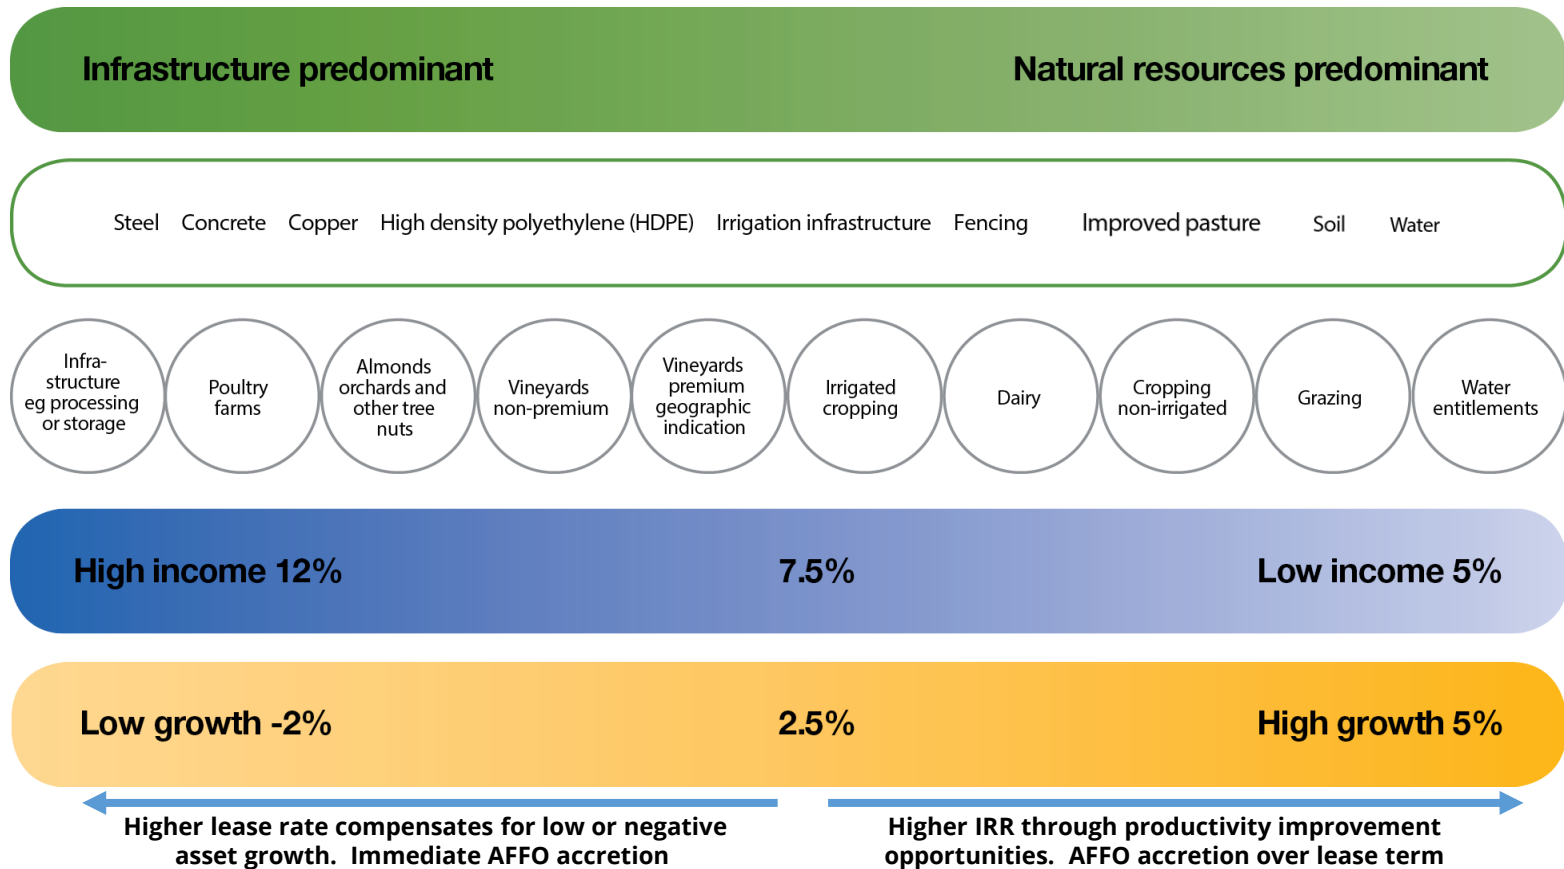 Infrastructure predominant
Natural resources predominant
Steel Concrete Copper High density polyethylene (HDPE) Irrigation infrastructure Fencing Improved pasture Soil Water
Infra-
structure
eg processing
or storage
Poultry
farms
Almonds
orchards and
other tree
nuts
Vineyards
non-premium
Vineyards
premium
geographic
indication
Irrigated
cropping
Dairy
Cropping
non-irrigated
Grazing
Water
entitlements
High income 12%
7.5%
Low income 5%
Low growth -2%
2.5%
High growth 5%
Higher lease rate compensates for low or negative
asset growth. Immediate AFFO accretion
Higher IRR through productivity improvement
opportunities. AFFO accretion over lease term